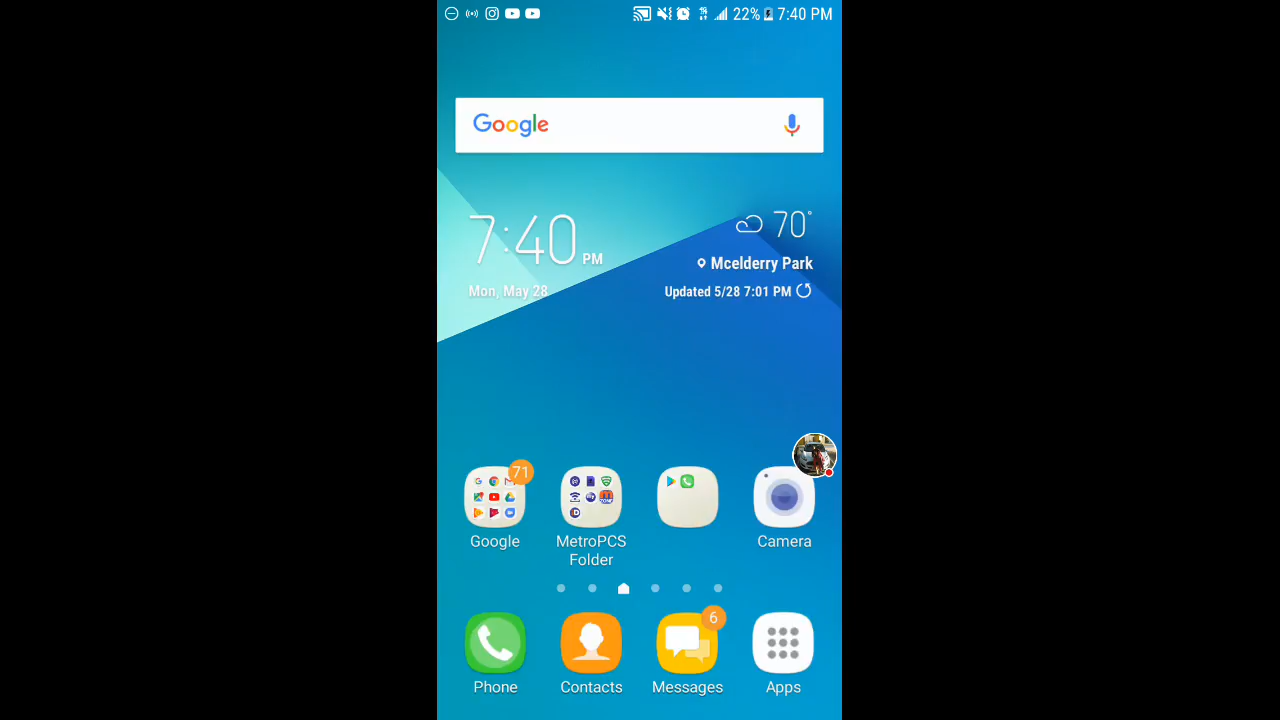 22% 7:40 PM
Google
7:40 PM
70°
Mcelderry Park
Mon, May 28
Updated 5/28 7:01 PM
71
Google
MetroPCS
Folder
Camera
6
Phone
Contacts
Messages
Apps